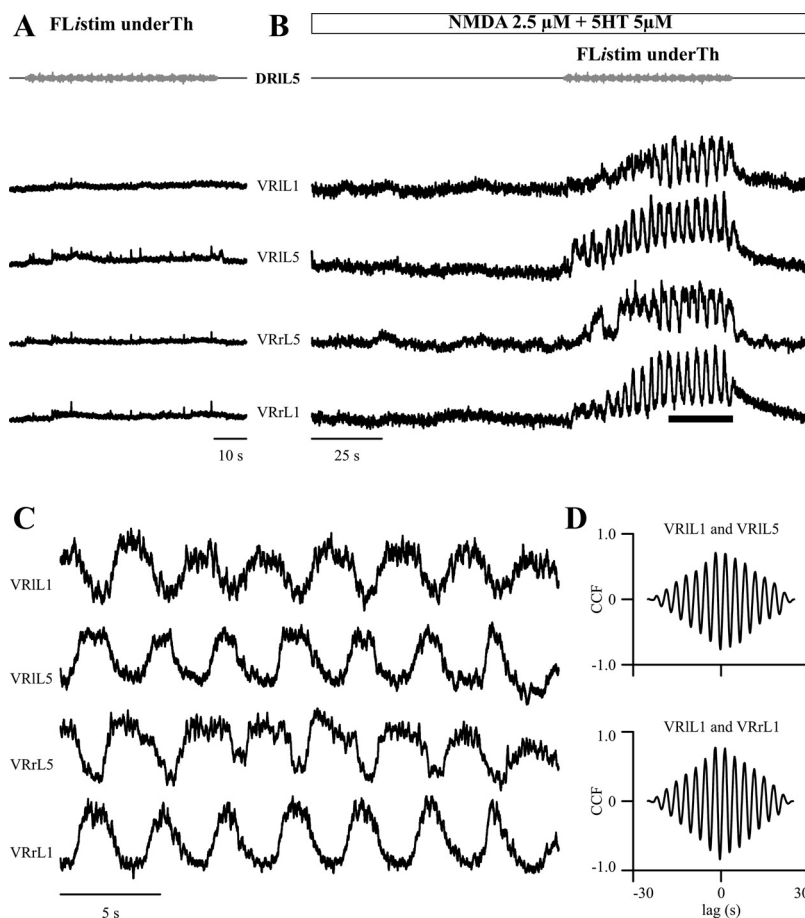 A
FListim underTh
B
NMDA 2.5 µM + 5HT 5µM
FListim underTh
DRlL5
VRlL1
VRlL5
VRrL5
VRrL1
10 s
25 s
C
VRlL1
VRlL5
VRrL5
VRrL1
5 s
D
VRlL1 and VRlL5
1.0
CCF
0
-1.0
VRlL1 and VRrL1
1.0
CCF
0
-1.0
-30
0
30
lag (s)